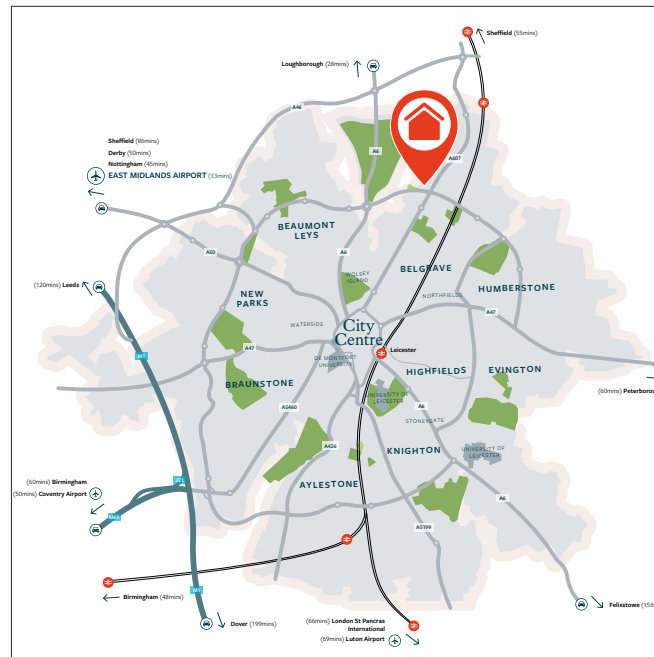 Sheffield (55mins)
Loughborough (28mins)
A46
Sheffield (86mins)
Derby (50mins)
Nottingham (45mins)
EAST MIDLANDS AIRPORT (33mins)
A6
A607
BEAUMONT
LEYS
A50
A6
WOLSEY
ISLAND
BELGRAVE
(120mins) Leeds
NEW
PARKS
NORTHFIELDS
HUMBERSTONE
WATERSIDE
City
Centre
A47
M1
A47
Leicester
DE MONTFORT
UNIVERSITY
BRAUNSTONE
HIGHFIELDS
EVINGTON
(60mins) Peterborou
UNIVERSITY OF
LEICESTER
A5460
A6
STONEYGATE
A426
KNIGHTON
UNIVERSITY OF
LEICESTER
AYLESTONE
(60mins) Birmingham
(50mins) Coventry Airport
J21
M69
A6
A5199
M1
Birmingham (48mins)
Dover (199mins)
(66mins) London St Pancras
International
(69mins) Luton Airport
Felixstowe (156